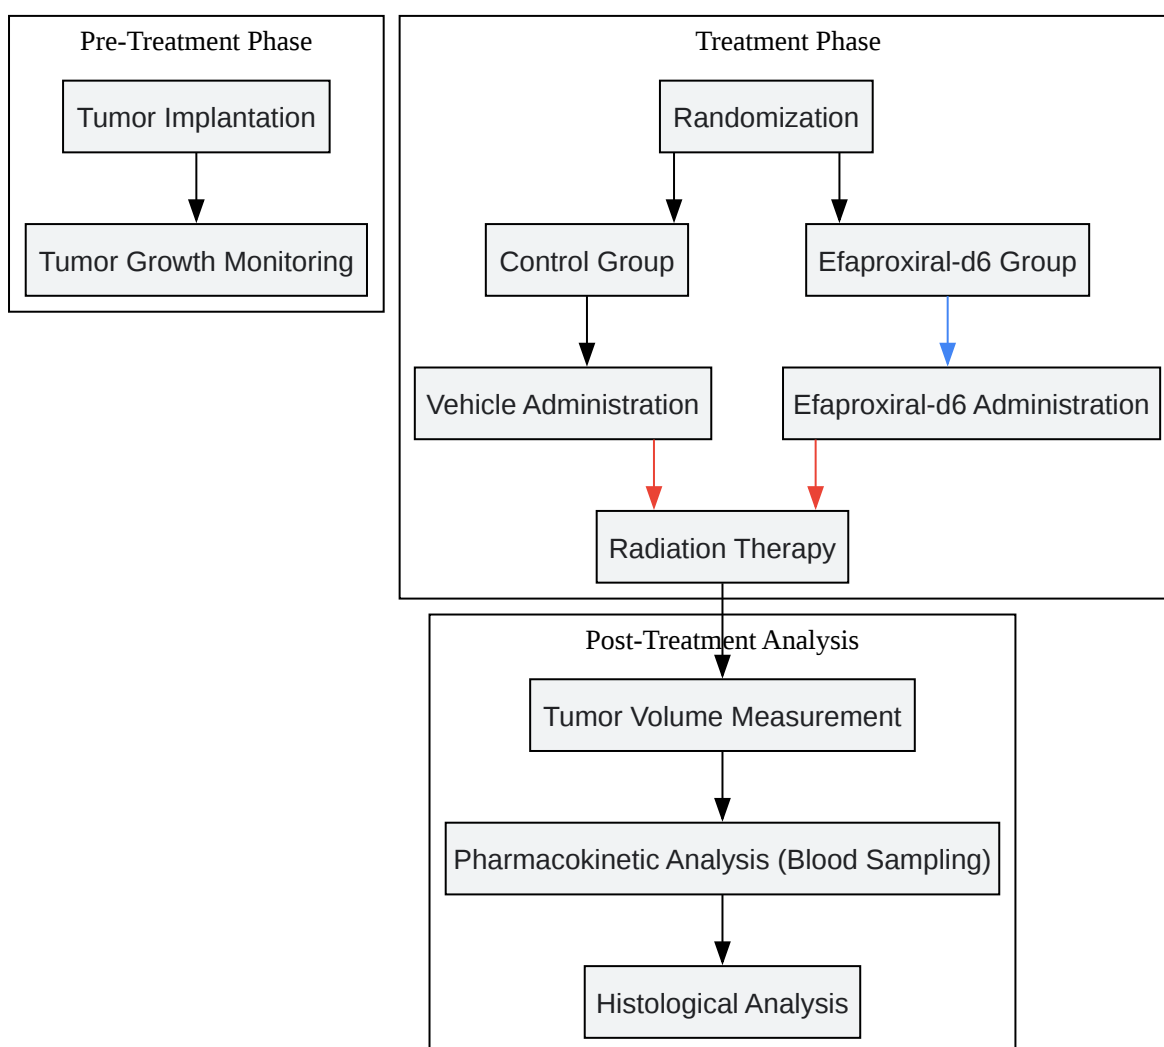 Pre-Treatment Phase
Tumor Implantation
Tumor Growth Monitoring
Treatment Phase
Randomization
Control Group
Efaproxiral-d6 Group
Vehicle Administration
Efaproxiral-d6 Administration
Radiation Therapy
Post-Treatment Analysis
Tumor Volume Measurement
Pharmacokinetic Analysis (Blood Sampling)
Histological Analysis